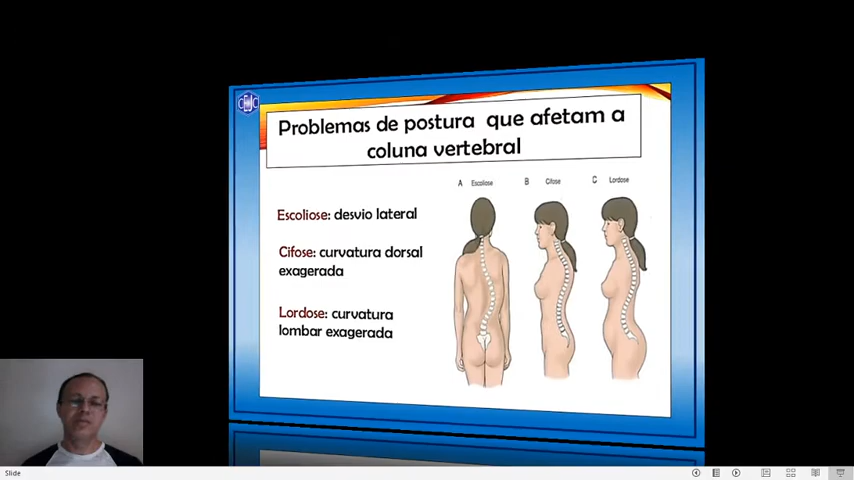 Problemas de postura que afetam a
coluna vertebral
A Escoliose
B Cifose
C Lordose
Escoliose: desvio lateral
Cifose: curvatura dorsal
exagerada
Lordose: curvatura
lombar exagerada
Slide